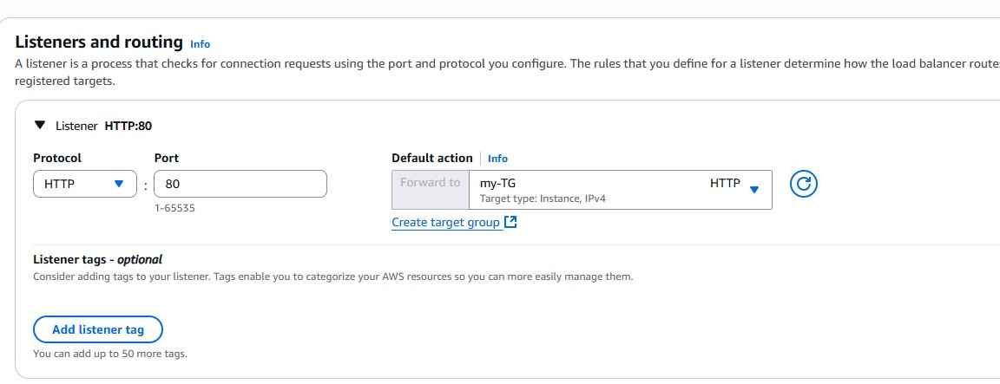 Listeners and routing Info
A listener is a process that checks for connection requests using the port and protocol you configure. The rules that you define for a listener determine how the load balancer
registered targets.
Listener HTTP:80
Protocol Port Default action Info
HTTP : 80 Forward to my-TG HTTP
Target type: Instance, IPv4
1-65535
Create target group
Listener tags - optional
Consider adding tags to your listener. Tags enable you to categorize your AWS resources so you can more easily manage them.
Add listener tag
You can add up to 50 more tags.